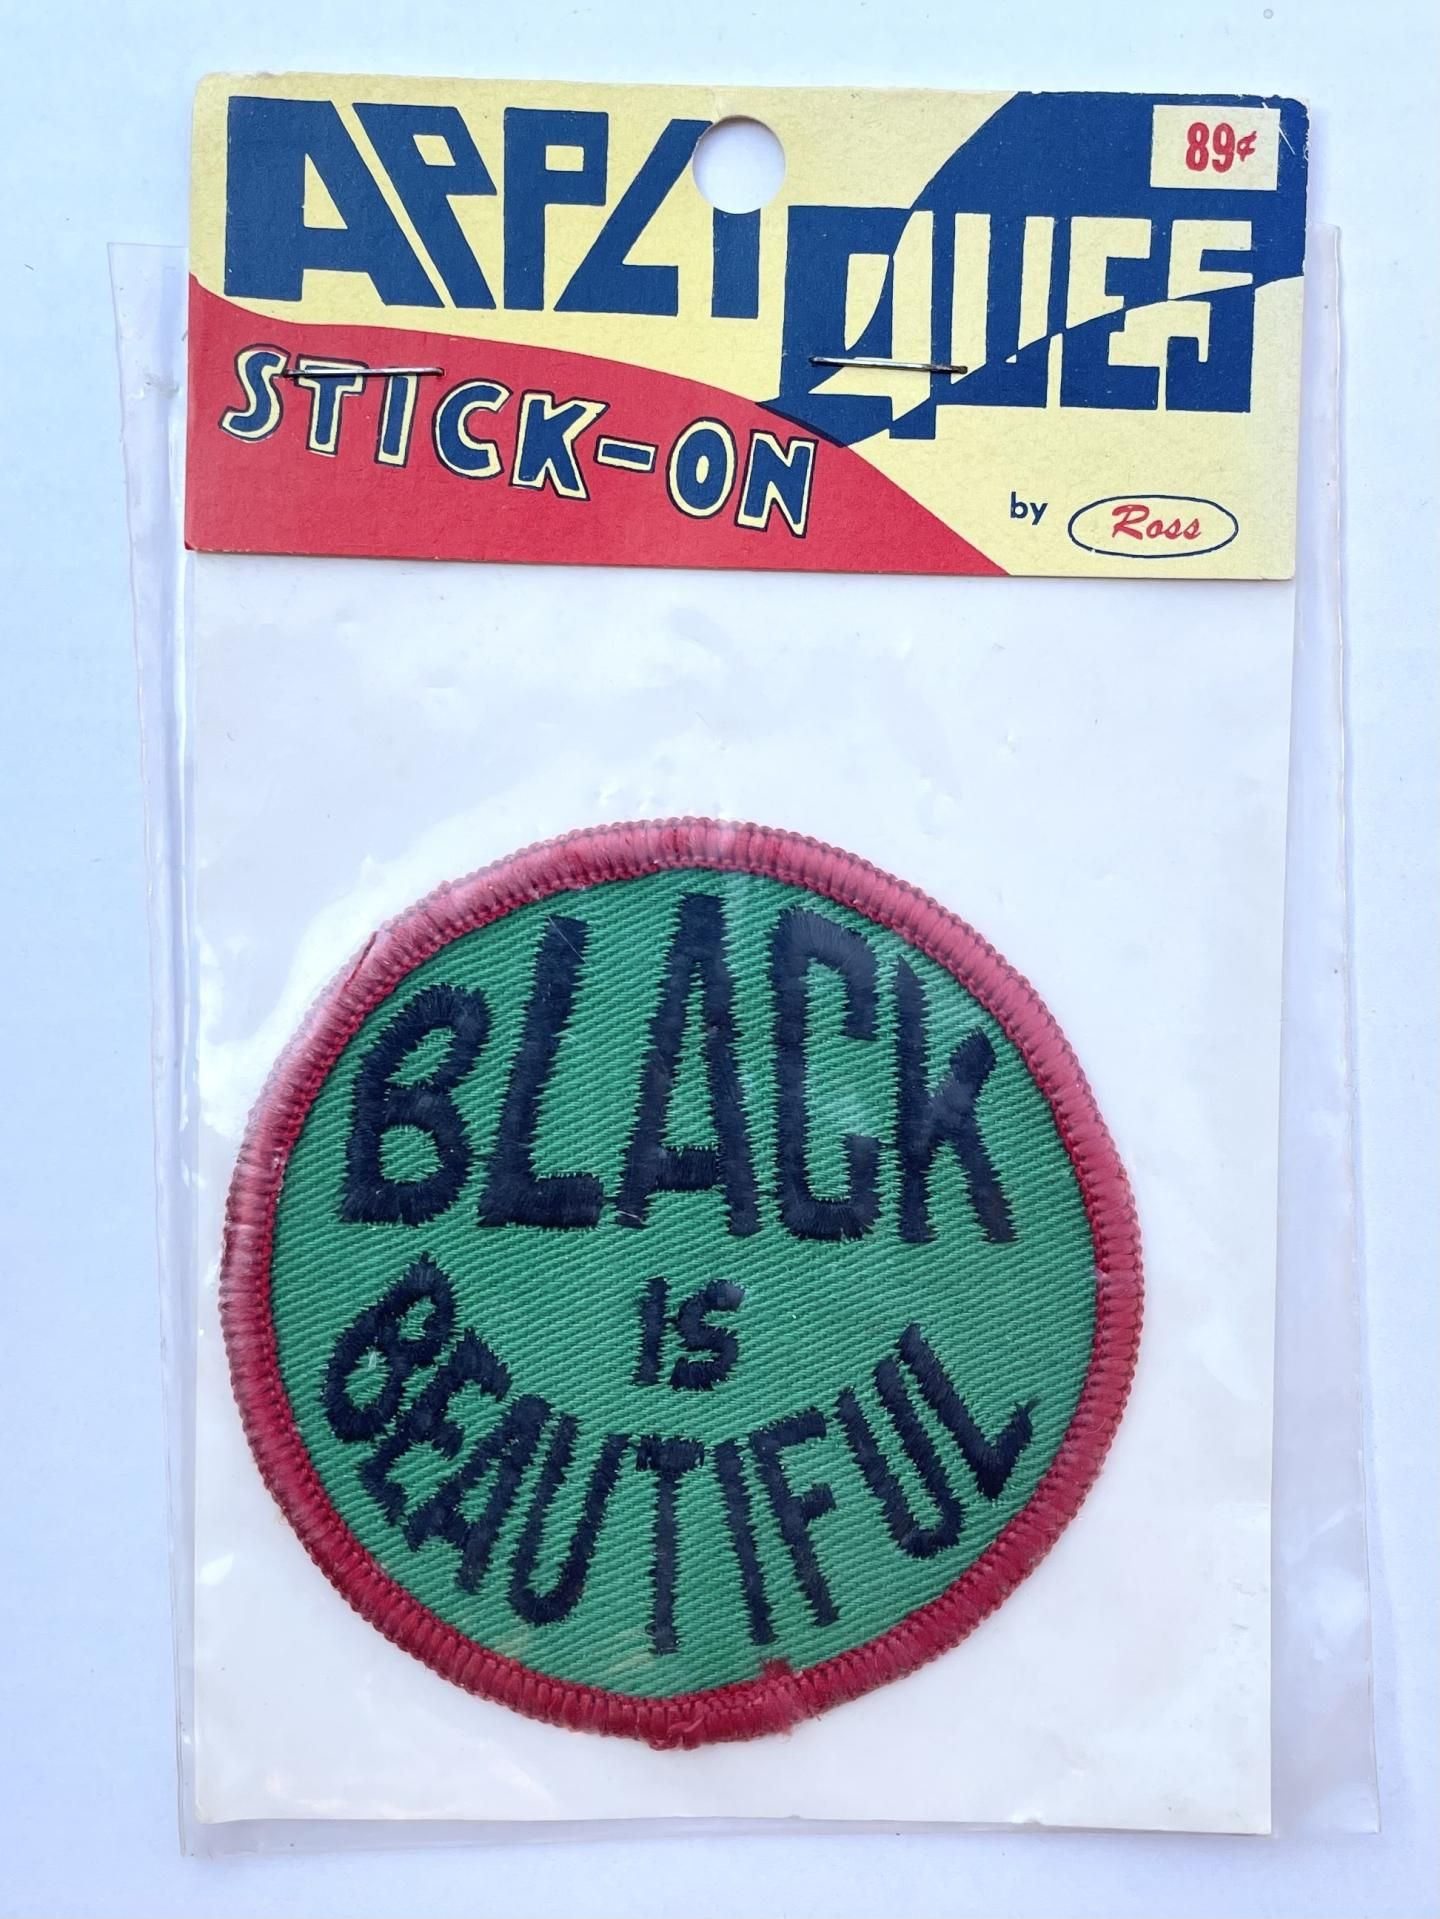 APPLIQUES
89¢
STICK-ON
by Ross
BLACK
IS
BEAUTIFUL